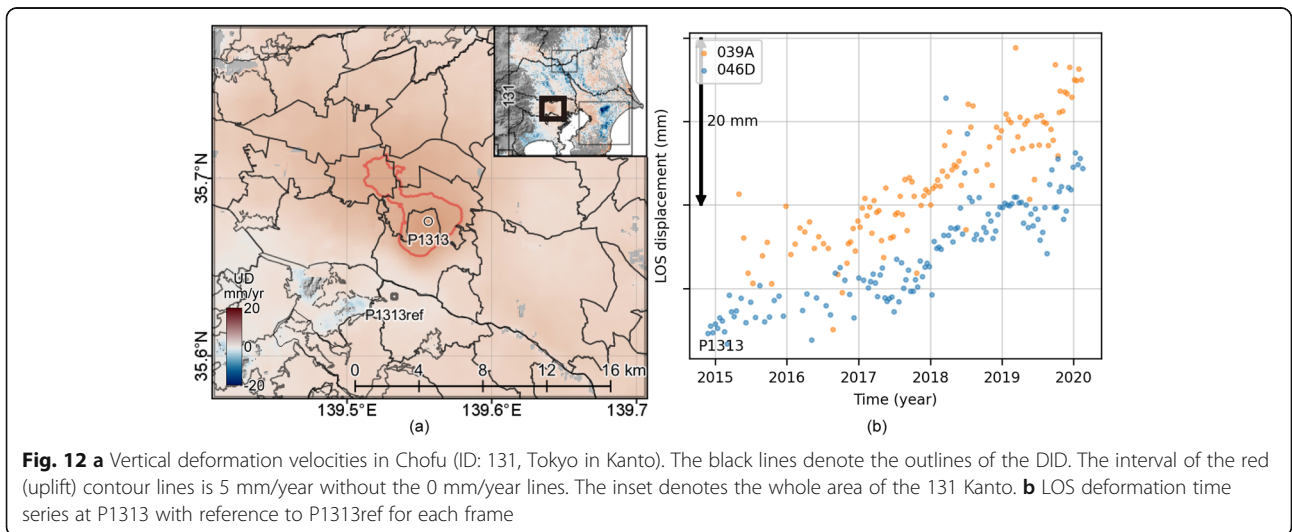 131
35.7°N
35.6°N
P1313
P1313ref
UD
mm/yr
20
0
-20
0 4 8 12 16 km
139.5°E 139.6°E 139.7
(a)
039A
046D
20 mm
LOS displacement (mm)
P1313
2015 2016 2017 2018 2019 2020
Time (year)
(b)
Fig. 12 a Vertical deformation velocities in Chofu (ID: 131, Tokyo in Kanto). The black lines denote the outlines of the DID. The interval of the red
(uplift) contour lines is 5 mm/year without the 0 mm/year lines. The inset denotes the whole area of the 131 Kanto. b LOS deformation time
series at P1313 with reference to P1313ref for each frame